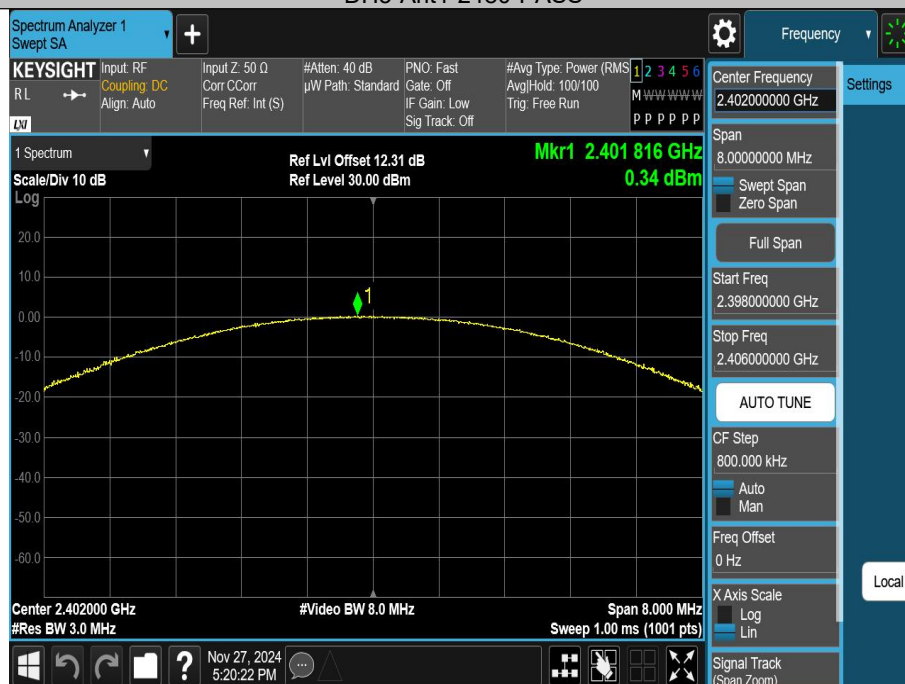 Spectrum Analyzer 1
Swept SA
Frequency
KEYSIGHT
RL
LXI
Input: RF
Coupling: DC
Align: Auto
Input Z: 50 Ω
Corr CCorr
Freq Ref: Int (S)
#Atten: 40 dB
µW Path: Standard
PNO: Fast
Gate: Off
IF Gain: Low
Sig Track: Off
#Avg Type: Power (RMS
Avg|Hold: 100/100
Trig: Free Run
1 2 3 4 5 6
M W W W W W
P P P P P P
1 Spectrum
Scale/Div 10 dB
Log
Ref Lvl Offset 12.31 dB
Ref Level 30.00 dBm
Mkr1 2.401 816 GHz
0.34 dBm
20.0
10.0
0.00
-10.0
-20.0
-30.0
-40.0
-50.0
-60.0
1
Center 2.402000 GHz
#Res BW 3.0 MHz
#Video BW 8.0 MHz
Span 8.000 MHz
Sweep 1.00 ms (1001 pts)
Nov 27, 2024
5:20:22 PM
Center Frequency
2.402000000 GHz
Span
8.00000000 MHz
Swept Span
Zero Span
Full Span
Start Freq
2.398000000 GHz
Stop Freq
2.406000000 GHz
AUTO TUNE
CF Step
800.000 kHz
Auto
Man
Freq Offset
0 Hz
X Axis Scale
Log
Lin
Signal Track
(Span Zoom)
Settings
Local